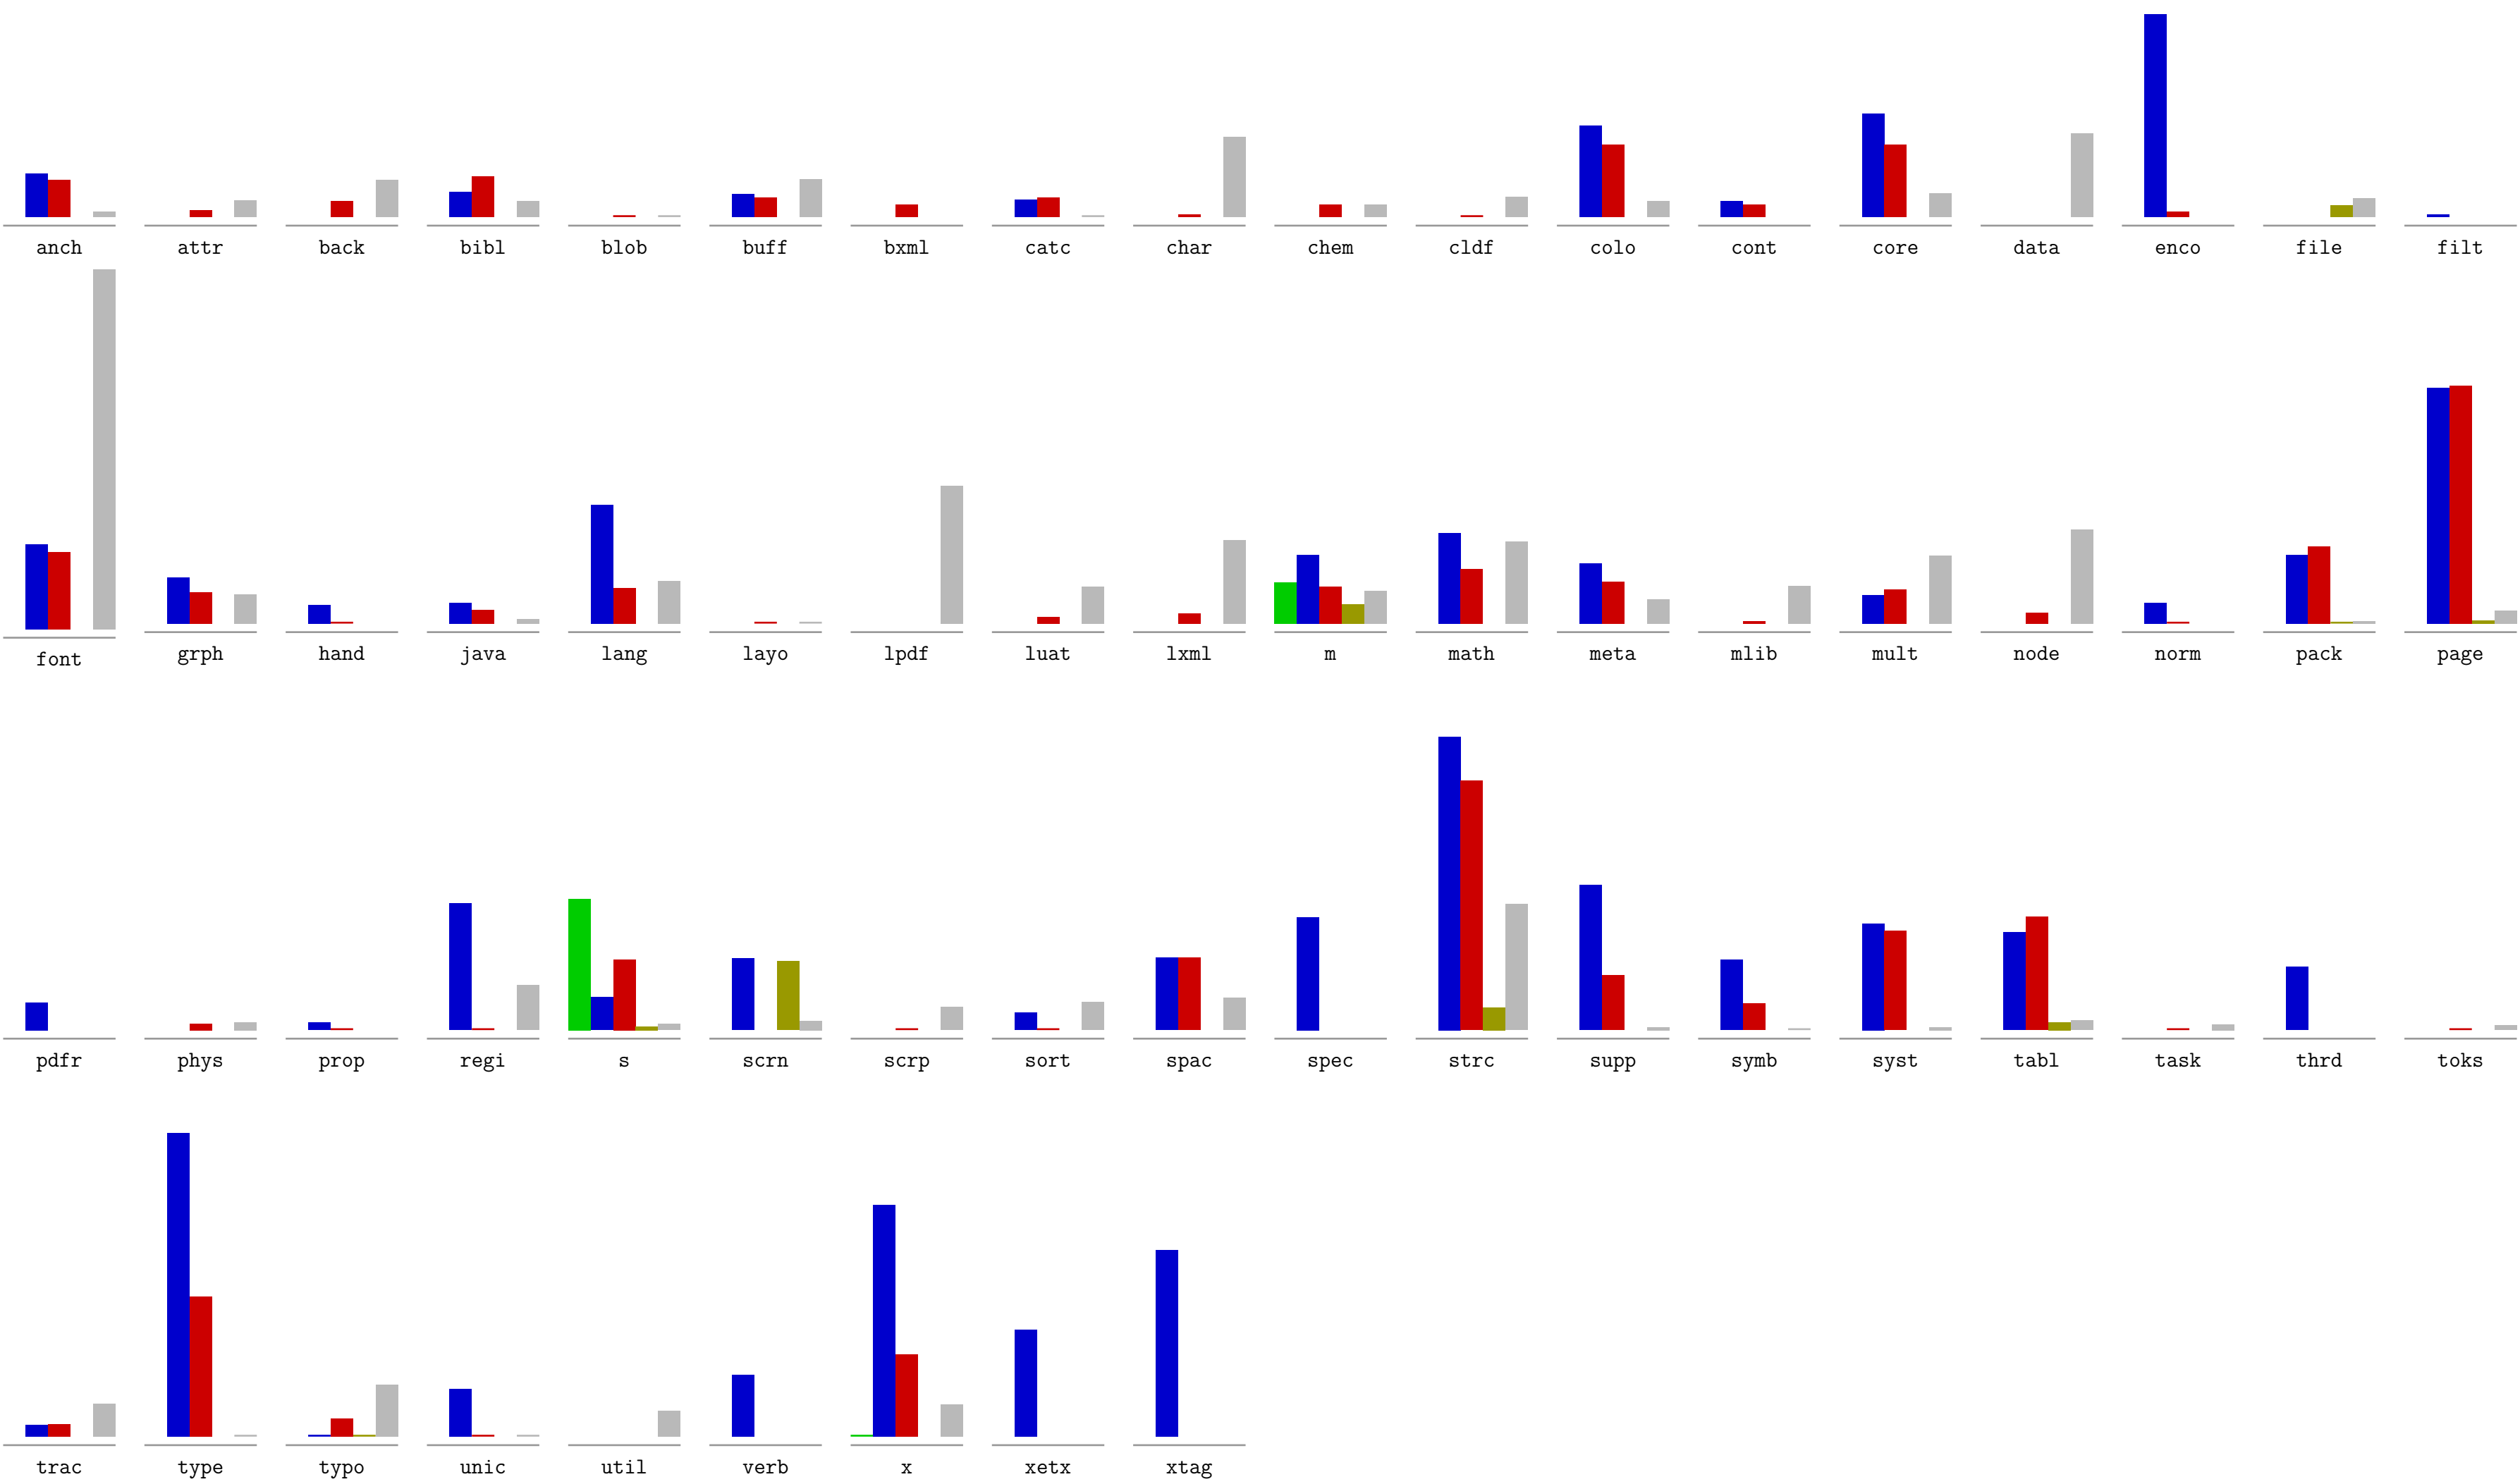 anch attr back bibl blob buff bxml catc char chem cldf colo cont core data enco file filt
font grph hand java lang layo lpdf luat lxml m math meta mlib mult node norm pack page
pdfr phys prop regi s scrn scrp sort spac spec strc supp symb syst tabl task thrd toks
trac type typo unic util verb x xetx xtag